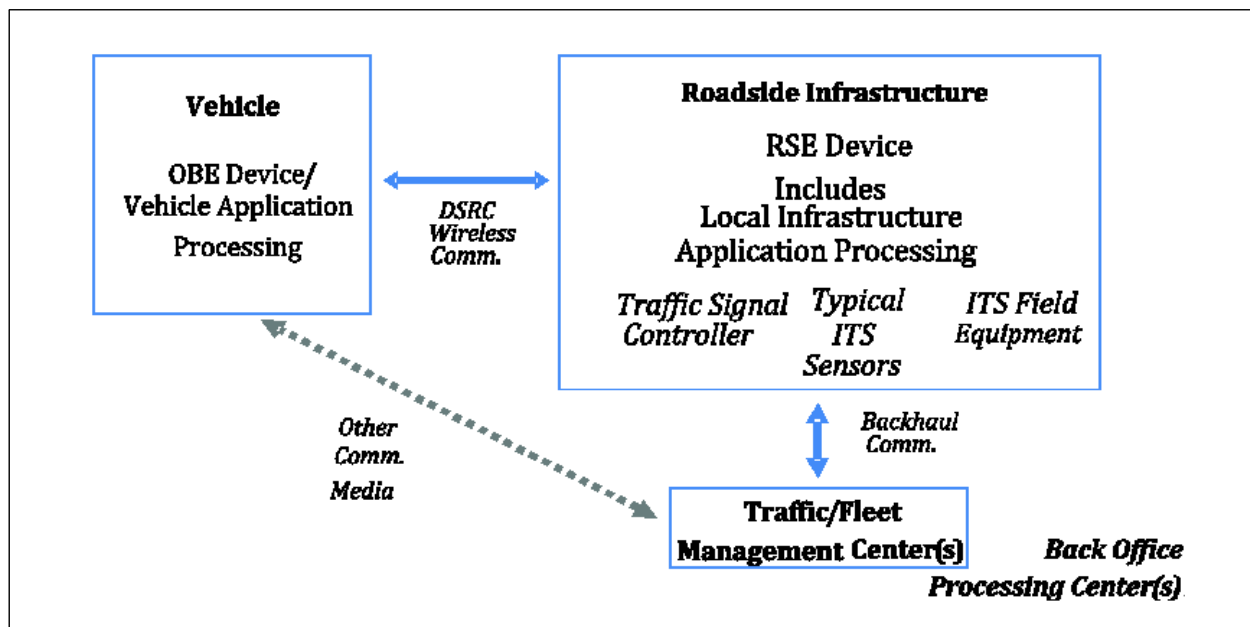 Vehicle
OBE Device/
Vehicle Application
Processing
DSRC
Wireless
Comm.
Roadside Infrastructure
RSE Device
Includes
Local Infrastructure
Application Processing
Traffic Signal
Controller
Typical
ITS
Sensors
ITS Field
Equipment
Other
Comm.
Media
Backhaul
Comm.
Traffic/Fleet
Management Center(s)
Back Office
Processing Center(s)